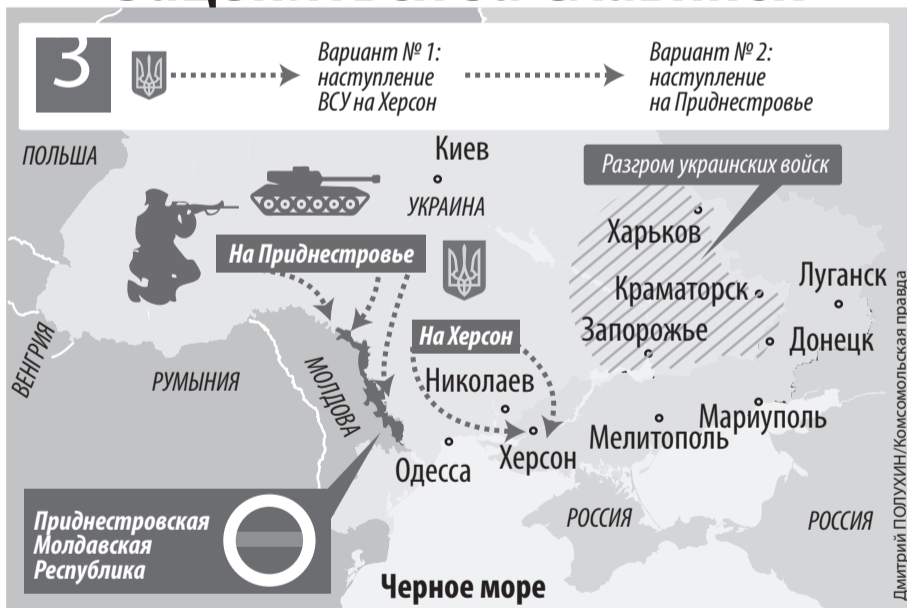 3
Вариант № 1:
наступление
ВСУ на Херсон
Вариант № 2:
наступление
на Приднестровье
ПОЛЬША
Киев
УКРАИНА
Разгром украинских войск
Харьков
На Приднестровье
Краматорск
Луганск
Запорожье
На Херсон
Донецк
ВЕНГРИЯ
РУМЫНИЯ
МОЛДОВА
Николаев
Мариуполь
Мелитополь
Херсон
Одесса
РОССИЯ
РОССИЯ
Приднестровская
Молдавская
Республика
Черное море
Дмитрий ПОЛУХИН/Комсомольская правда